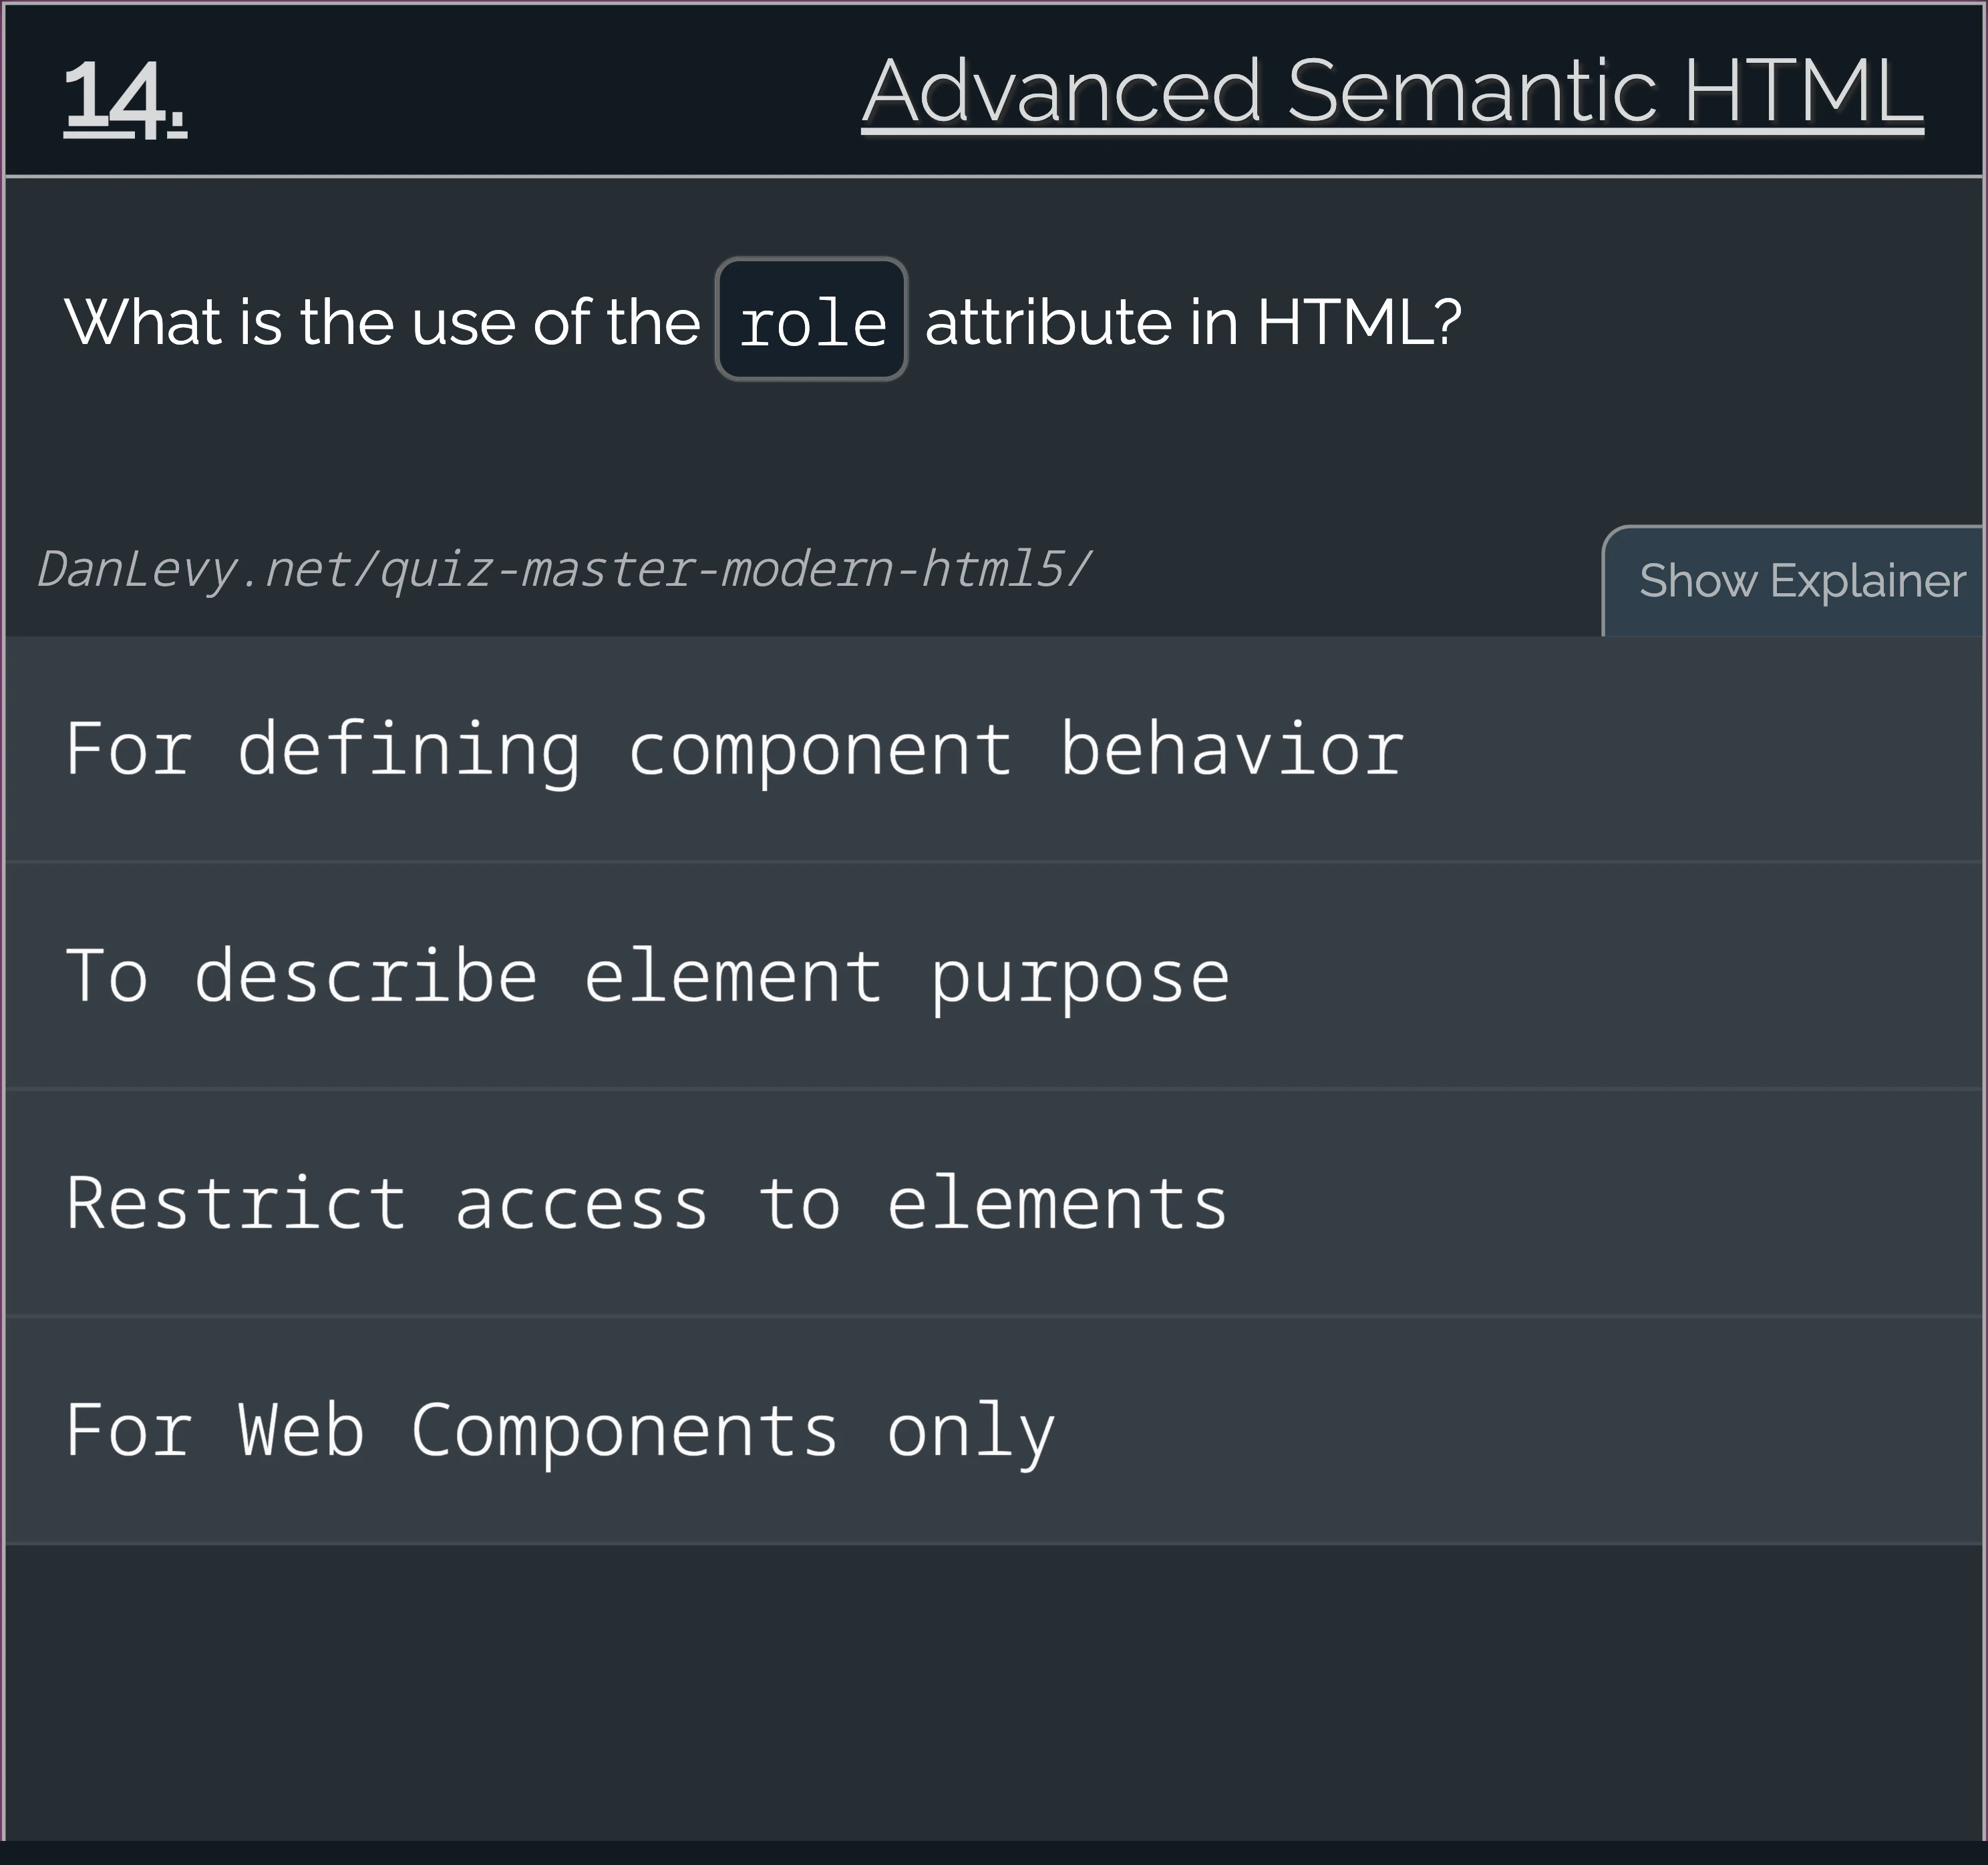 14.
Advanced Semantic HTML
What is the use of the role attribute in HTML?
DanLevy.net/quiz-master-modern-html5/
Show Explainer
For defining component behavior
To describe element purpose
Restrict access to elements
For Web Components only